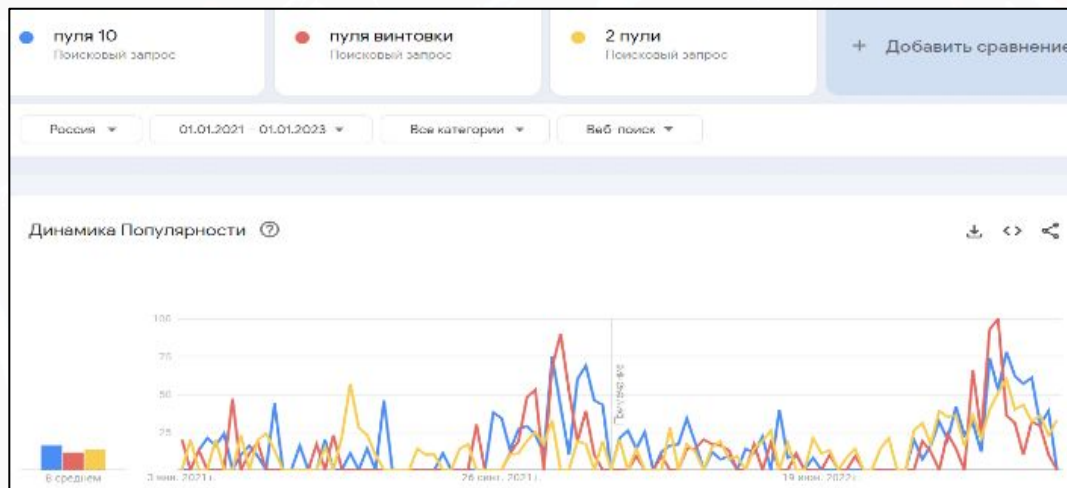 пуля 10
Поисковый запрос
пуля винтовки
Поисковый запрос
2 пули
Поисковый запрос
+ Добавить сравнение
Россия
01.01.2021 - 01.01.2023
Все категории
Веб-поиск
Динамика Популярности
100
75
50
25
Примечание
В среднем
3 янв. 2021 г.
26 сент. 2021 г.
19 июн. 2022 г.